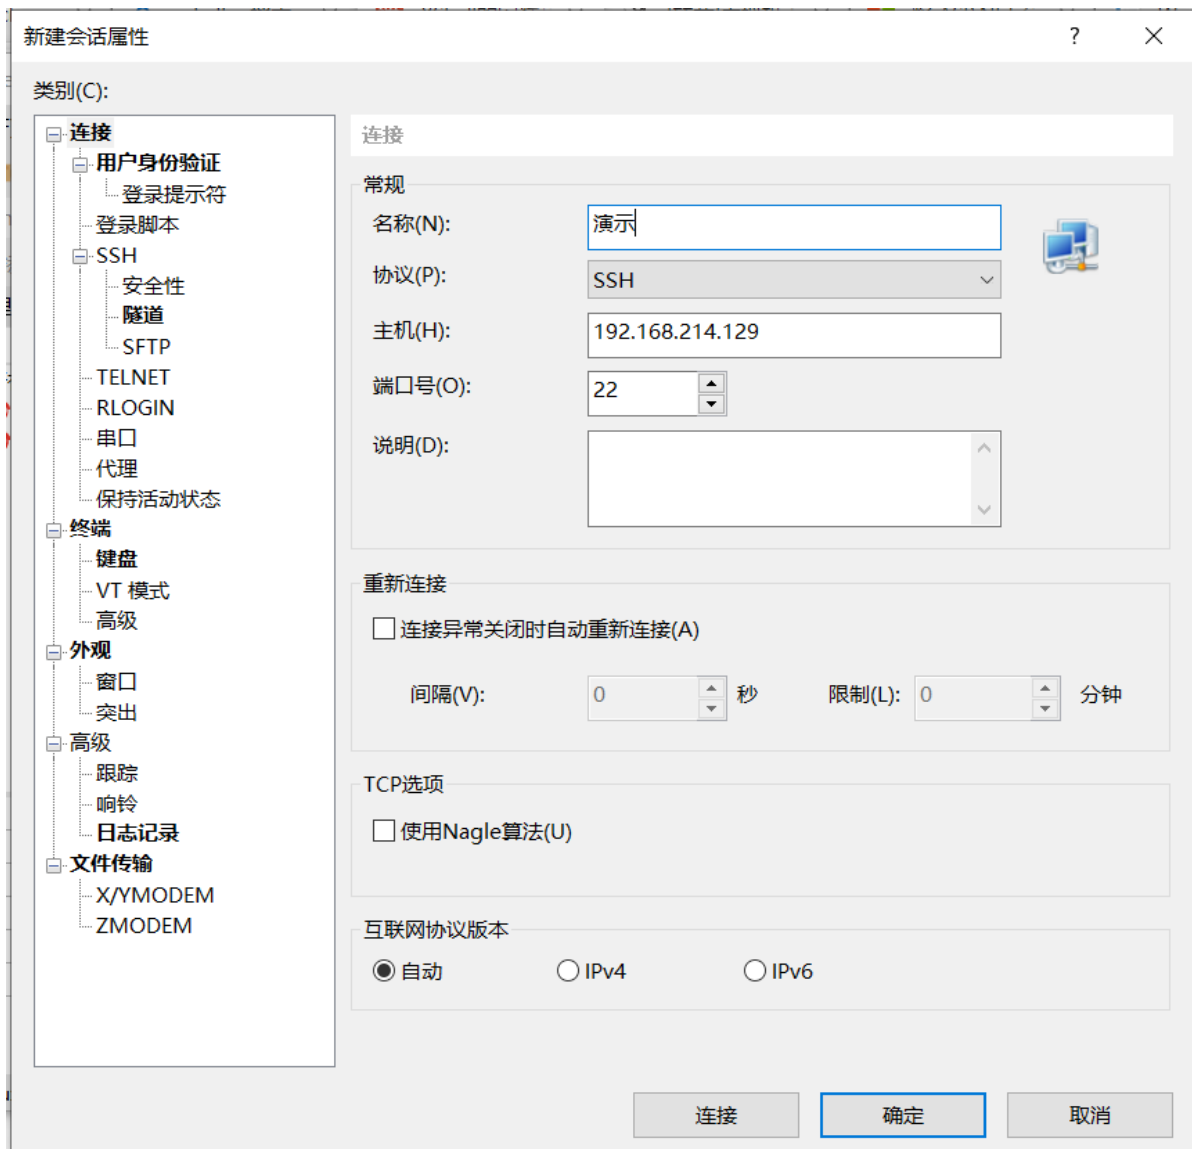 新建会话属性
?
类别(C):
连接
用户身份验证
登录提示符
登录脚本
SSH
安全性
隧道
SFTP
TELNET
RLOGIN
串口
代理
保持活动状态
终端
键盘
VT 模式
高级
外观
窗口
突出
高级
跟踪
响铃
日志记录
文件传输
X/YMODEM
ZMODEM
连接
常规
名称(N): 演示
协议(P): SSH
主机(H): 192.168.214.129
端口号(O): 22
说明(D):
重新连接
连接异常关闭时自动重新连接(A)
间隔(V): 0 秒 限制(L): 0 分钟
TCP选项
使用Nagle算法(U)
互联网协议版本
自动 IPv4 IPv6
连接 确定 取消